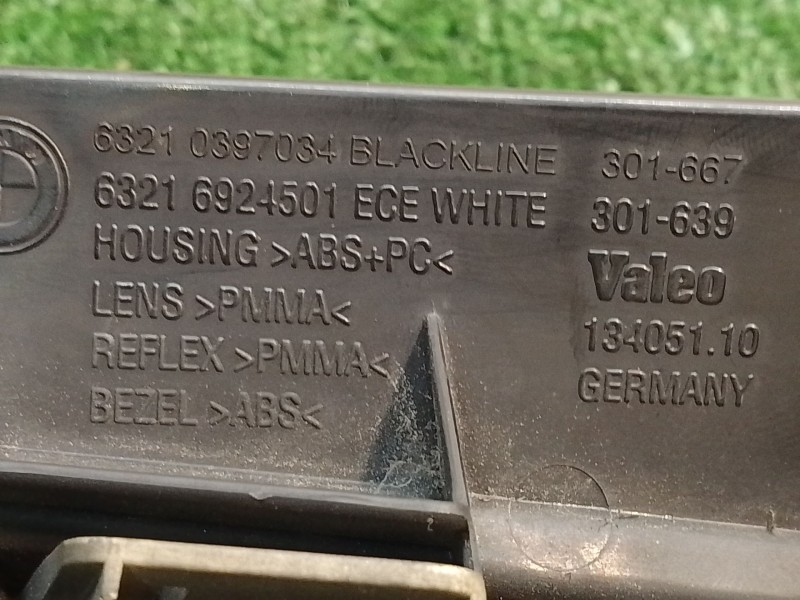 6321 0397034 BLACKLINE 301-667
6321 6924501 ECE WHITE 301-639
HOUSING >ABS+PC< Valeo
LENS >PMMA< 134051.10
REFLEX >PMMA< GERMANY
BEZEL >ABS<